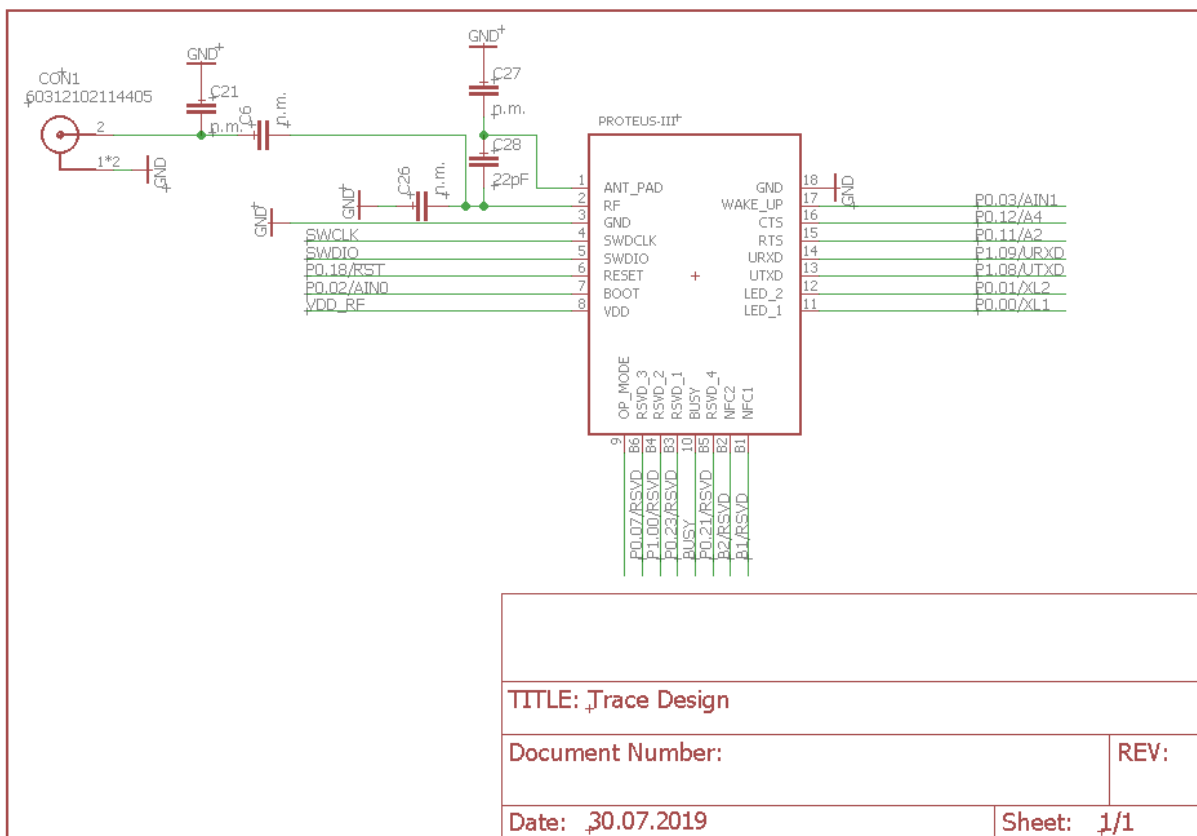 GND
GND
CON1
60312102114405
C21
n.m.
C6
n.m.
C27
n.m.
C28
22pF
C26
n.m.
2
1*2
GND
GND
GND
PROTEUS-III
1 ANT_PAD
2 RF
3 GND
SWCLK 4 SWDCLK
SWDIO 5 SWDIO
P0.18/RST 6 RESET
P0.02/AIN0 7 BOOT
VDD_RF 8 VDD
GND 18 GND
WAKE_UP 17 P0.03/AIN1
CTS 16 P0.12/A4
RTS 15 P0.11/A2
URXD 14 P1.09/URXD
UTXD 13 P1.08/UTXD
LED_2 12 P0.01/XL2
LED_1 11 P0.00/XL1
OP_MODE 9
RSVD_3 B6 P0.07/RSVD
RSVD_2 B4 P1.00/RSVD
RSVD_1 B3 P0.23/RSVD
BUSY 10 BUSY
RSVD_4 B5 P0.21/RSVD
NFC2 B2 B2/RSVD
NFC1 B1 B1/RSVD
TITLE: Trace Design
Document Number:
REV:
Date: 30.07.2019
Sheet: 1/1